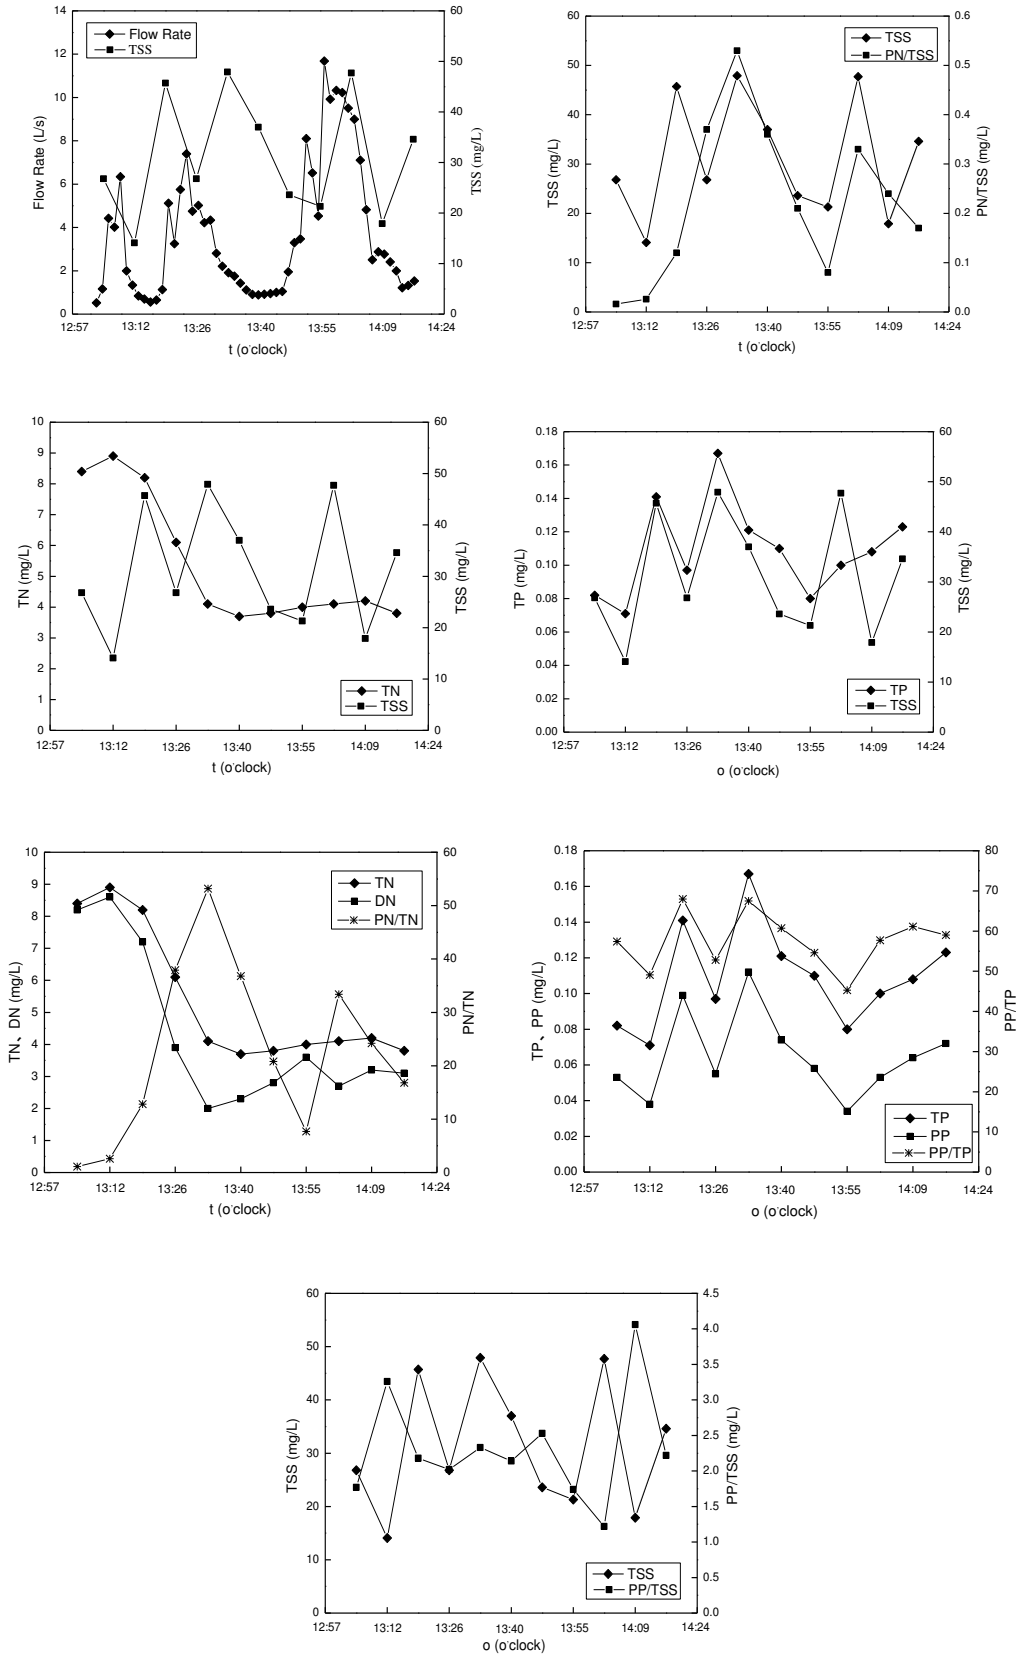 Flow Rate
TSS
Flow Rate (L/s)
14
12
10
8
6
4
2
0
60
50
40
30
20
10
0
TSS (mg/L)
12:57 13:12 13:26 13:40 13:55 14:09 14:24
t (o'clock)
TSS
PN/TSS
TSS (mg/L)
60
50
40
30
20
10
0
0.6
0.5
0.4
0.3
0.2
0.1
0.0
PN/TSS (mg/L)
12:57 13:12 13:26 13:40 13:55 14:09 14:24
t (o'clock)
TN (mg/L)
10
9
8
7
6
5
4
3
2
1
0
60
50
40
30
20
10
0
TSS (mg/L)
TN
TSS
12:57 13:12 13:26 13:40 13:55 14:09 14:24
t (o'clock)
TP (mg/L)
0.18
0.16
0.14
0.12
0.10
0.08
0.06
0.04
0.02
0.00
60
50
40
30
20
10
0
TSS (mg/L)
TP
TSS
12:57 13:12 13:26 13:40 13:55 14:09 14:24
o (o'clock)
TN
DN
PN/TN
TN、DN (mg/L)
10
9
8
7
6
5
4
3
2
1
0
60
50
40
30
20
10
0
PN/TN
12:57 13:12 13:26 13:40 13:55 14:09 14:24
t (o'clock)
TP、PP (mg/L)
0.18
0.16
0.14
0.12
0.10
0.08
0.06
0.04
0.02
0.00
80
70
60
50
40
30
20
10
0
PP/TP
TP
PP
PP/TP
12:57 13:12 13:26 13:40 13:55 14:09 14:24
o (o'clock)
TSS (mg/L)
60
50
40
30
20
10
0
4.5
4.0
3.5
3.0
2.5
2.0
1.5
1.0
0.5
0.0
PP/TSS (mg/L)
TSS
PP/TSS
12:57 13:12 13:26 13:40 13:55 14:09 14:24
o (o'clock)